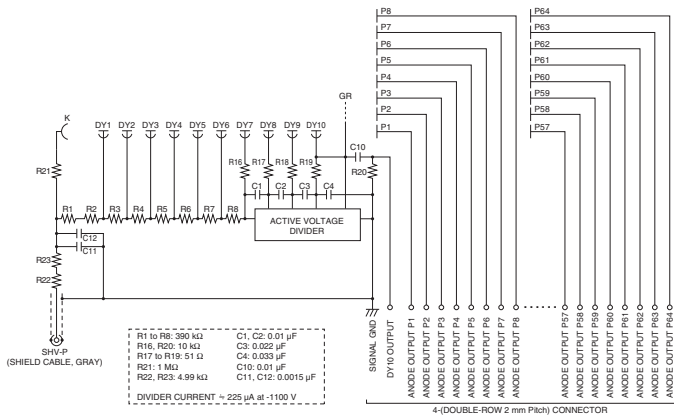 P8
P7
P6
P5
P4
P3
P2
P1
P64
P63
P62
P61
P60
P59
P58
P57
GR
K
DY1 DY2 DY3 DY4 DY5 DY6 DY7 DY8 DY9 DY10
C10
R21
R16 R17 R18 R19 R20
C1 C2 C3 C4
R1 R2 R3 R4 R5 R6 R7 R8
ACTIVE VOLTAGE
DIVIDER
C12
C11
R23
R22
SHV-P
(SHIELD CABLE, GRAY)
R1 to R8: 390 kΩ
R16, R20: 10 kΩ
R17 to R19: 51 Ω
R21: 1 MΩ
R22, R23: 4.99 kΩ
C1, C2: 0.01 µF
C3: 0.022 µF
C4: 0.033 µF
C10: 0.01 µF
C11, C12: 0.0015 µF
DIVIDER CURRENT ≒ 225 µA at -1100 V
SIGNAL GND
DY10 OUTPUT
ANODE OUTPUT P1
ANODE OUTPUT P2
ANODE OUTPUT P3
ANODE OUTPUT P4
ANODE OUTPUT P5
ANODE OUTPUT P6
ANODE OUTPUT P7
ANODE OUTPUT P8
ANODE OUTPUT P57
ANODE OUTPUT P58
ANODE OUTPUT P59
ANODE OUTPUT P60
ANODE OUTPUT P61
ANODE OUTPUT P62
ANODE OUTPUT P63
ANODE OUTPUT P64
4-(DOUBLE-ROW 2 mm Pitch) CONNECTOR